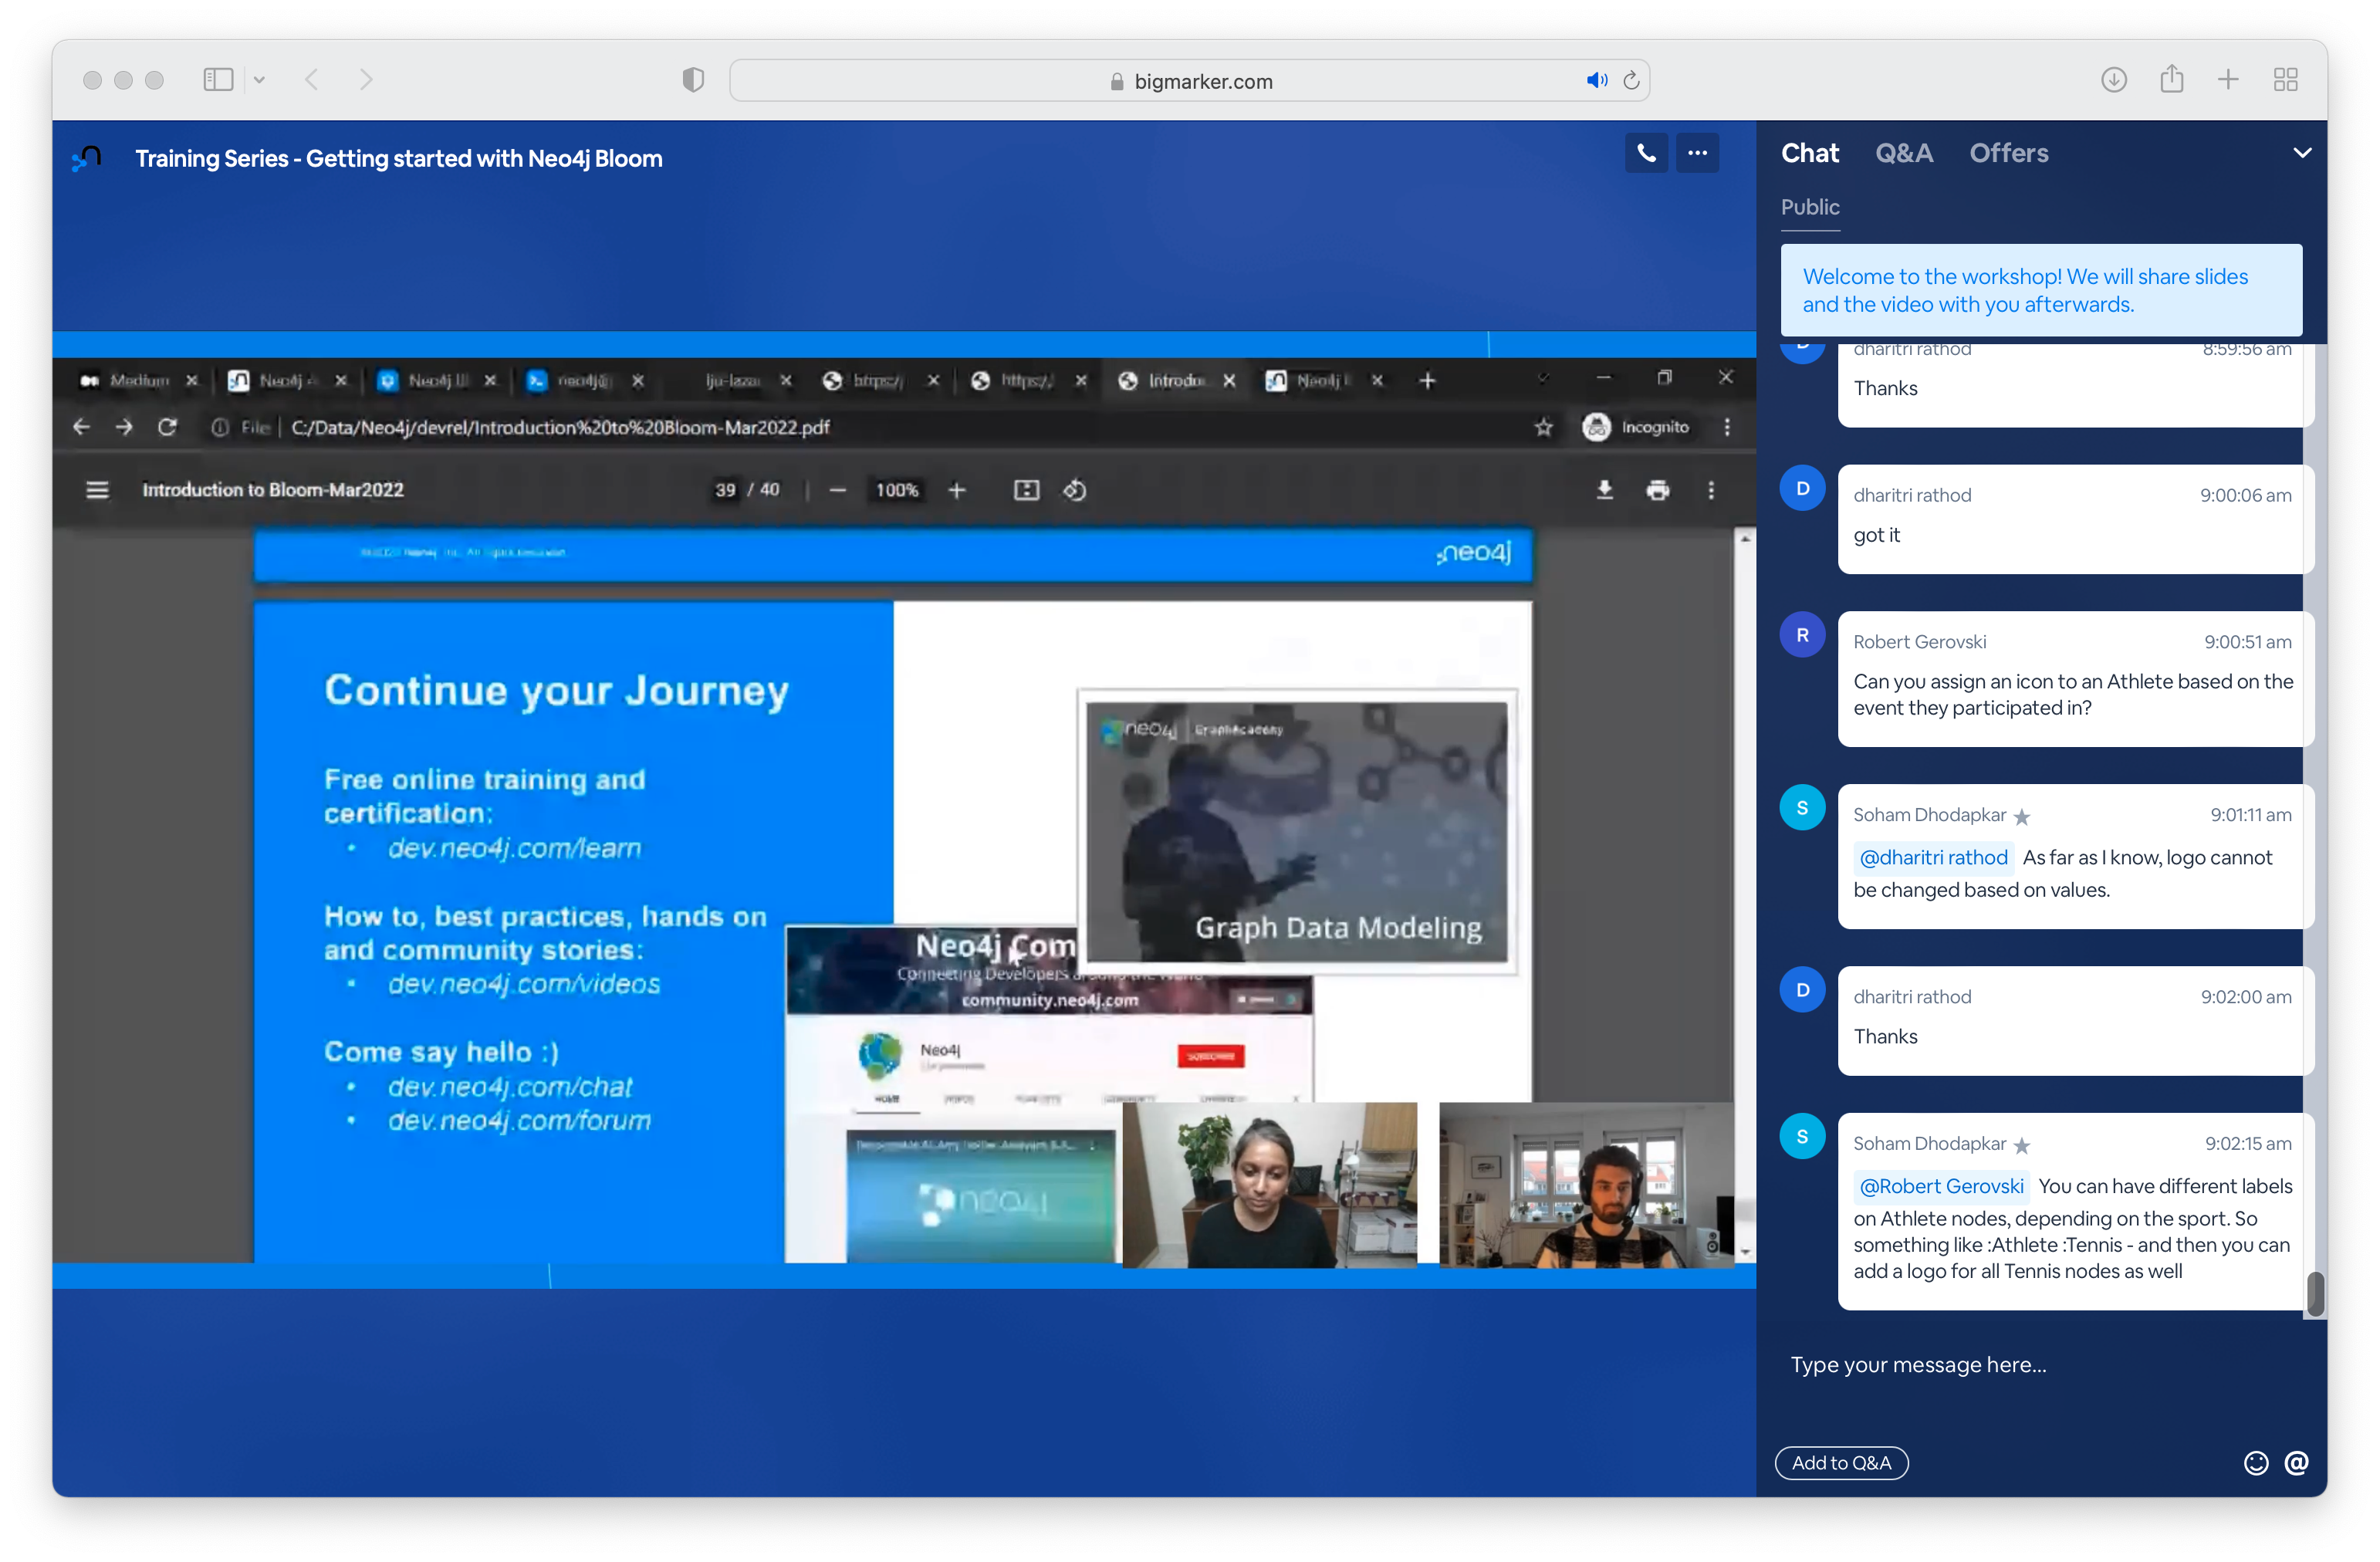 bigmarker.com
Training Series - Getting started with Neo4j Bloom
Medium
Neo4j
Neo4j
neo4j@
lju-lazar
https:/
https:/
Introdu
Neo4j
File
C:/Data/Neo4j/devrel/Introduction%20to%20Bloom-Mar2022.pdf
Incognito
Introduction to Bloom-Mar2022
39 / 40
100%
neo4j
Continue your Journey
Free online training and
certification:
• dev.neo4j.com/learn
How to, best practices, hands on
and community stories:
• dev.neo4j.com/videos
Come say hello :)
• dev.neo4j.com/chat
• dev.neo4j.com/forum
neo4j GraphAcademy
Graph Data Modeling
Neo4j Com
Connecting Developers around the World
community.neo4j.com
Neo4j
SUBSCRIBE
HOME
neo4j
Chat
Q&A
Offers
Public
Welcome to the workshop! We will share slides
and the video with you afterwards.
dharitri rathod 8:59:56 am
Thanks
D
dharitri rathod 9:00:06 am
got it
R
Robert Gerovski 9:00:51 am
Can you assign an icon to an Athlete based on the
event they participated in?
S
Soham Dhodapkar 9:01:11 am
@dharitri rathod As far as I know, logo cannot
be changed based on values.
D
dharitri rathod 9:02:00 am
Thanks
S
Soham Dhodapkar 9:02:15 am
@Robert Gerovski You can have different labels
on Athlete nodes, depending on the sport. So
something like :Athlete :Tennis - and then you can
add a logo for all Tennis nodes as well
Type your message here...
Add to Q&A